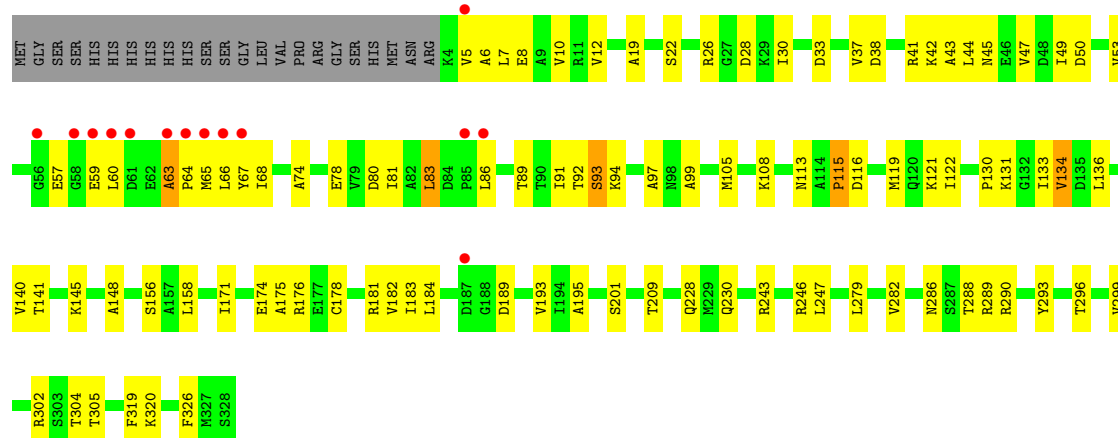 MET GLY SER SER HIS HIS HIS HIS HIS HIS SER SER GLY LEU VAL PRO ARG GLY SER HIS MET ASN ARG K4 V5 A6 L7 E8 A9 V10 R11 V12 A19 S22 R26 G27 D28 K29 I30 D33 V37 D38 R41 K42 A43 L44 N45 E46 V47 D48 I49 D50
G56 E57 G58 E59 L60 D61 E62 A63 P64 M65 L66 Y67 G68 A74 E78 V79 D80 I81 A82 L83 D84 P85 L86 T89 T90 I91 T92 S93 K94 A97 N98 A99 M105 K108 N113 A114 P115 D116 M119 Q120 K121 I122 P130 K131 G132 I133 V134 D135 L136
V140 T141 K145 A148 S156 A157 L158 I171 E174 A175 R176 E177 C178 R181 V182 I183 L184 D187 G188 D189 V193 I194 A195 S201 T209 Q228 M229 Q230 R243 R246 L247 L279 V282 N286 S287 T288 R289 R290 Y293 T296
R302 S303 T304 T305 F319 K320 F326 M327 S328